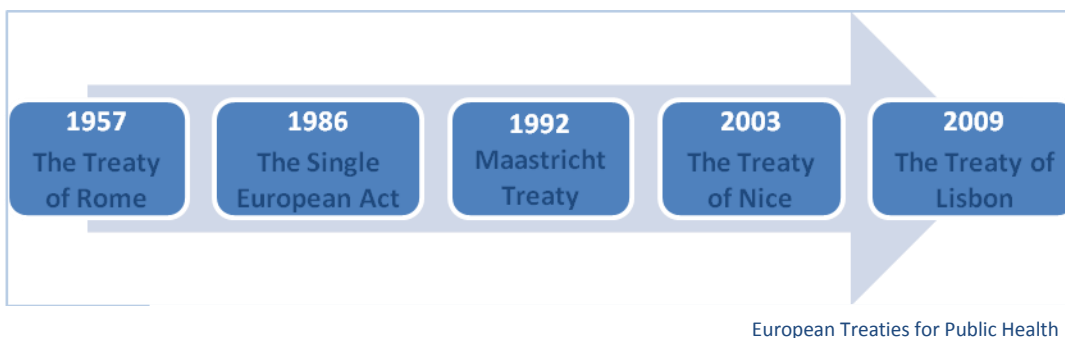 1957
The Treaty
of Rome
1986
The Single
European Act
1992
Maastricht
Treaty
2003
The Treaty
of Nice
2009
The Treaty of
Lisbon
European Treaties for Public Health